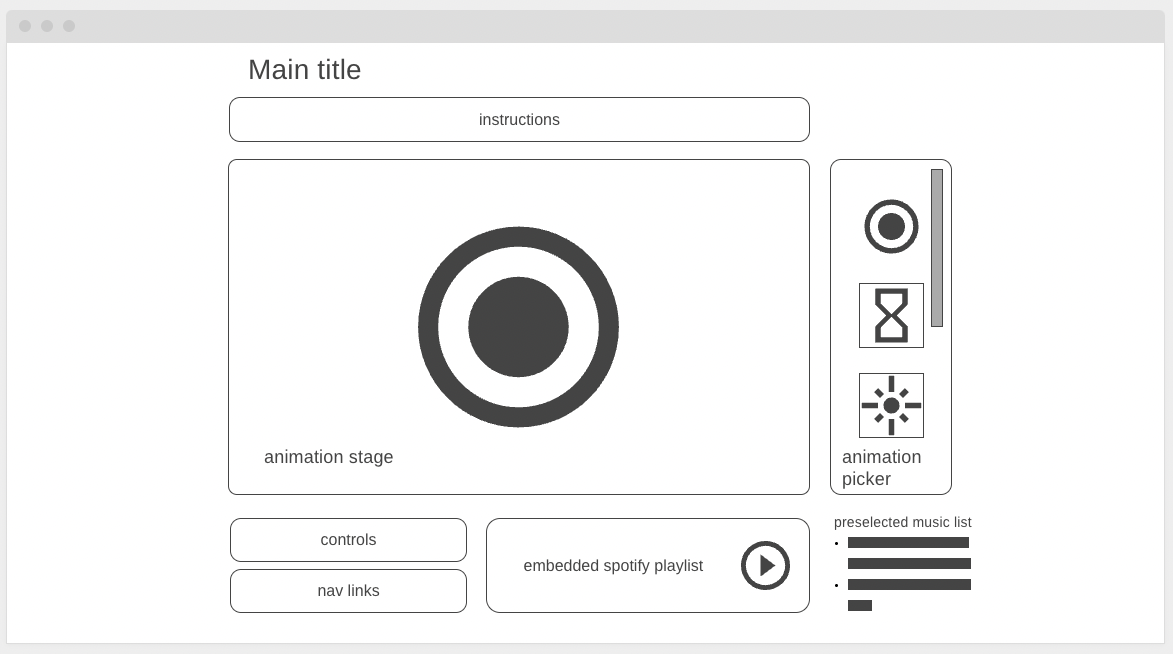 Main title
instructions
animation stage
animation
picker
controls
nav links
embedded spotify playlist
preselected music list